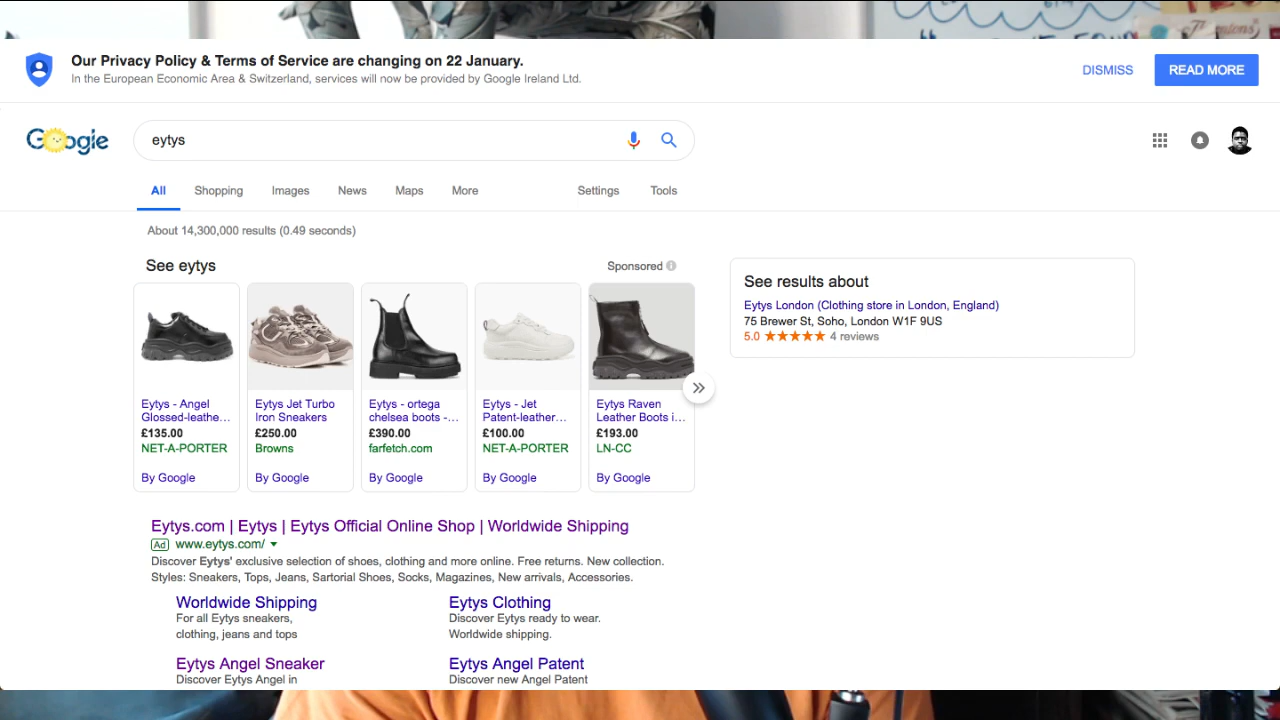 Thorntons
Our Privacy Policy & Terms of Service are changing on 22 January.
In the European Economic Area & Switzerland, services will now be provided by Google Ireland Ltd.
DISMISS
READ MORE
Google
eytys
All
Shopping
Images
News
Maps
More
Settings
Tools
About 14,300,000 results (0.49 seconds)
See eytys
Sponsored
Eytys - Angel
Glossed-leathe...
£135.00
NET-A-PORTER
By Google
Eytys Jet Turbo
Iron Sneakers
£250.00
Browns
By Google
Eytys - ortega
chelsea boots -...
£390.00
farfetch.com
By Google
Eytys - Jet
Patent-leather...
£100.00
NET-A-PORTER
By Google
Eytys Raven
Leather Boots i...
£193.00
LN-CC
By Google
See results about
Eytys London (Clothing store in London, England)
75 Brewer St, Soho, London W1F 9US
5.0 ★★★★★ 4 reviews
Eytys.com | Eytys | Eytys Official Online Shop | Worldwide Shipping
Ad www.eytys.com/
Discover Eytys' exclusive selection of shoes, clothing and more online. Free returns. New collection.
Styles: Sneakers, Tops, Jeans, Sartorial Shoes, Socks, Magazines, New arrivals, Accessories.
Worldwide Shipping
For all Eytys sneakers,
clothing, jeans and tops
Eytys Clothing
Discover Eytys ready to wear.
Worldwide shipping.
Eytys Angel Sneaker
Discover Eytys Angel in
Eytys Angel Patent
Discover new Angel Patent